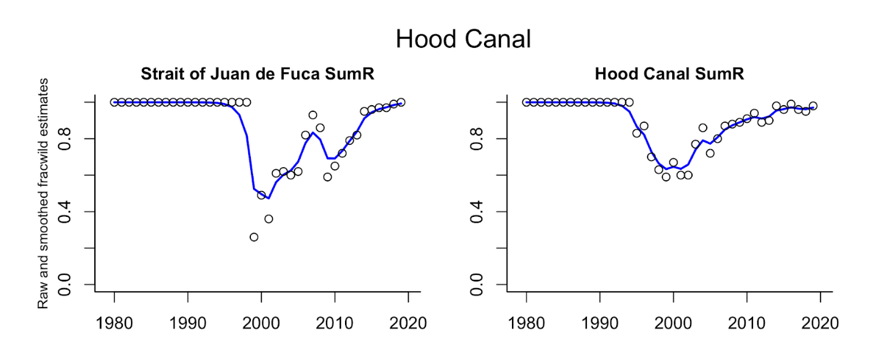 Hood Canal
Strait of Juan de Fuca SumR
Raw and smoothed fracwild estimates
0.8
0.4
0.0
1980 1990 2000 2010 2020
Hood Canal SumR
0.8
0.4
0.0
1980 1990 2000 2010 2020